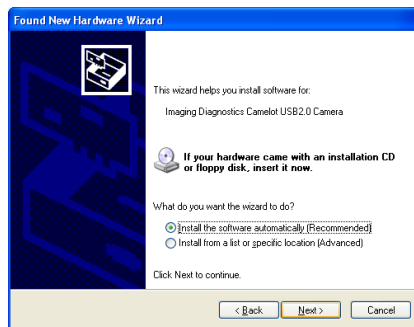 Found New Hardware Wizard
This wizard helps you install software for:
Imaging Diagnostics Camelot USB2.0 Camera
If your hardware came with an installation CD
or floppy disk, insert it now.
What do you want the wizard to do?
Install the software automatically (Recommended)
Install from a list or specific location (Advanced)
Click Next to continue.
< Back Next > Cancel